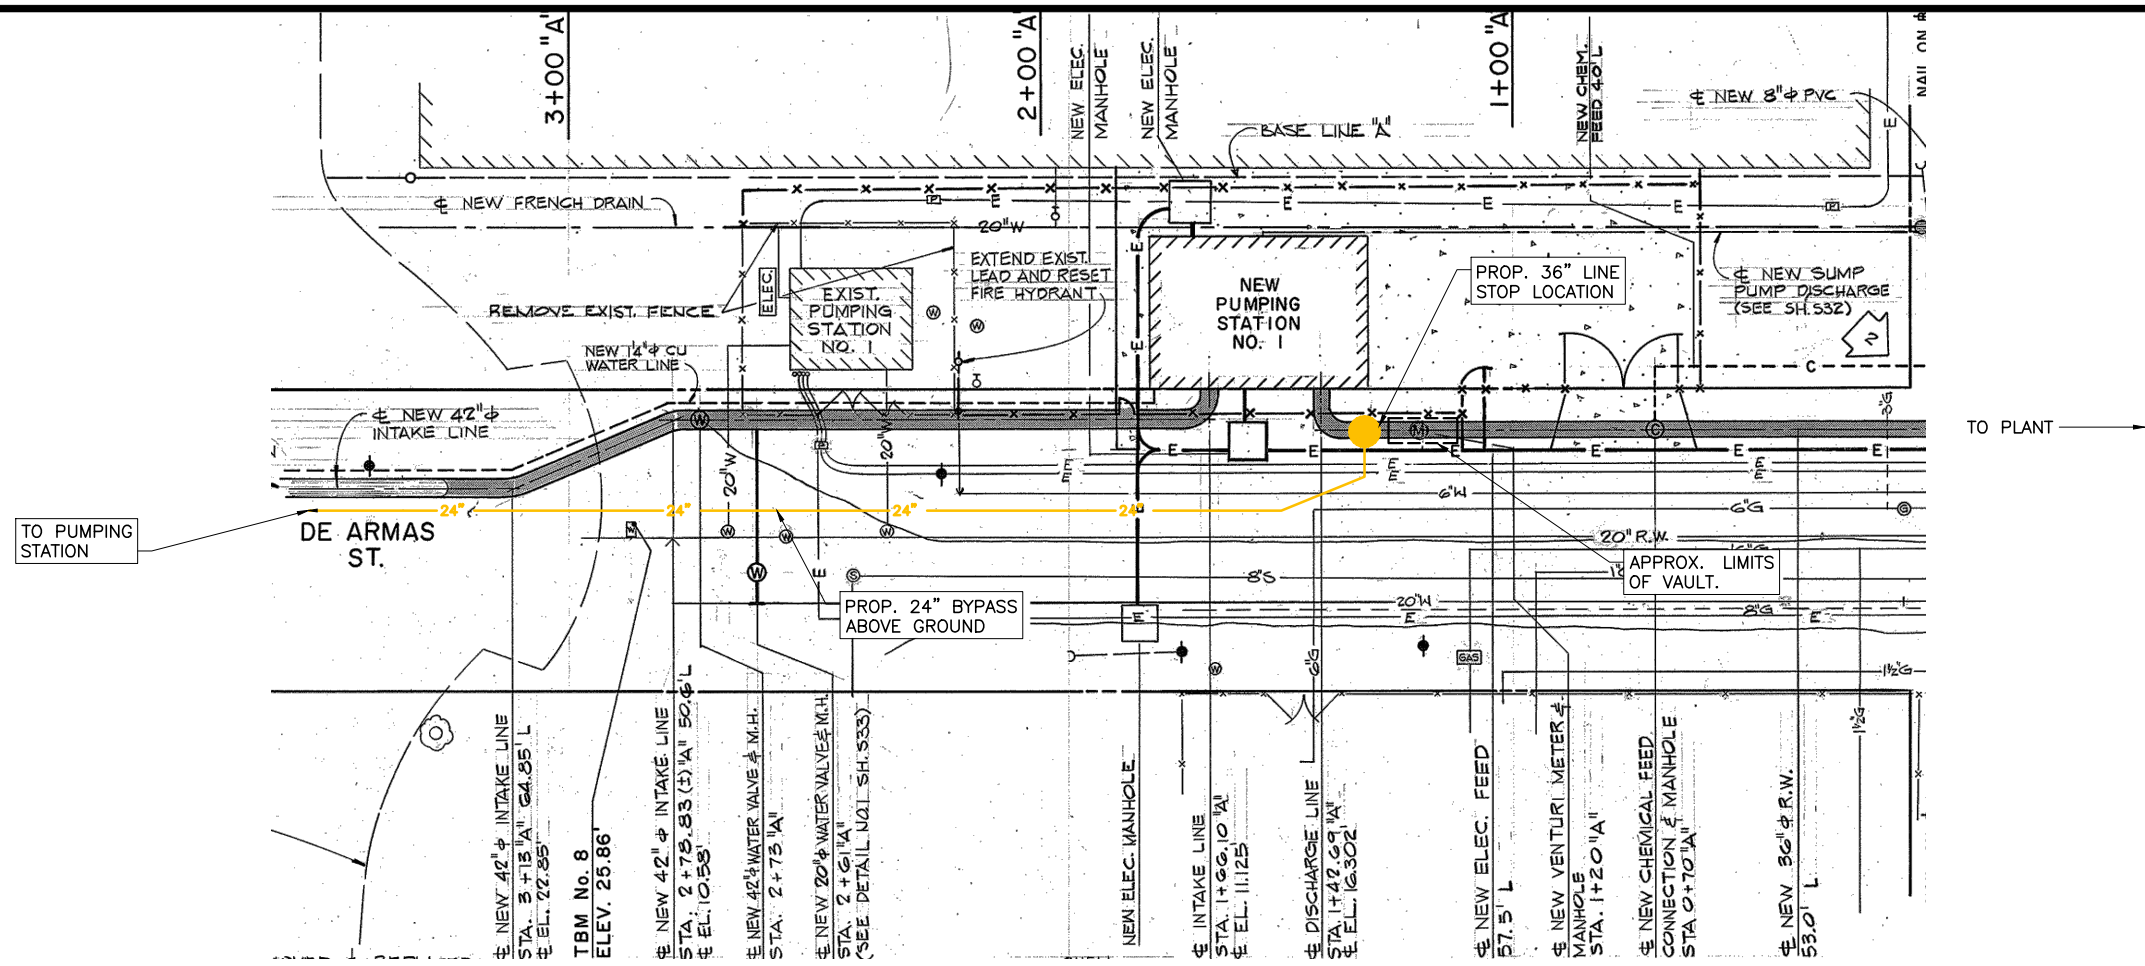 3+00 "A"
2+00 "A"
NEW ELEC.
MANHOLE
NEW ELEC.
MANHOLE
1+00 "A"
NEW CHEM.
FEED 40' L
℄ NEW 8"φ PVC
NAIL ON
BASE LINE "A"
℄ NEW FRENCH DRAIN
20"W
E
E
E
E
E
P
P
ELEC.
EXIST.
PUMPING
STATION
NO. 1
REMOVE EXIST. FENCE
EXTEND EXIST.
LEAD AND RESET
FIRE HYDRANT
NEW
PUMPING
STATION
NO. 1
PROP. 36" LINE
STOP LOCATION
℄ NEW SUMP
PUMP DISCHARGE
(SEE SH. S32)
2
NEW 1¼"φ CU
WATER LINE
C
3"G
℄ NEW 42"φ
INTAKE LINE
W
W
W
M
C
TO PLANT
20"W
20"W
E
E
E
E
E
E
6"W
6"G
G
24"
24"
24"
24"
TO PUMPING
STATION
DE ARMAS
ST.
20" R.W.
W
W
W
W
E
S
8"S
APPROX. LIMITS
OF VAULT.
PROP. 24" BYPASS
ABOVE GROUND
E
20"W
E
8"G
E
6"G
W
GAS
1½"G
1½"G
℄ NEW 42"φ INTAKE LINE
STA. 3+13 "A" 64.85' L
℄ EL. 22.85'
TBM No. 8
ELEV. 25.86'
℄ NEW 42"φ INTAKE LINE
STA. 2+78.83 (±) "A" 50.6' L
℄ EL. 10.58'
℄ NEW 42"φ WATER VALVE & M.H.
STA. 2+73 "A"
℄ NEW 20"φ WATER VALVE & M.H.
STA. 2+61 "A"
(SEE DETAIL NO.1 SH. S33)
NEW ELEC. MANHOLE
℄ INTAKE LINE
STA. 1+66.10 "A"
℄ EL. 11.125'
℄ DISCHARGE LINE
STA. 1+42.69 "A"
℄ EL. 16.302'
℄ NEW ELEC. FEED
57.5' L
℄ NEW VENTURI METER &
MANHOLE
STA. 1+20 "A"
℄ NEW CHEMICAL FEED
CONNECTION & MANHOLE
STA 0+70 "A"
℄ NEW 36"φ R.W.
53.0' L